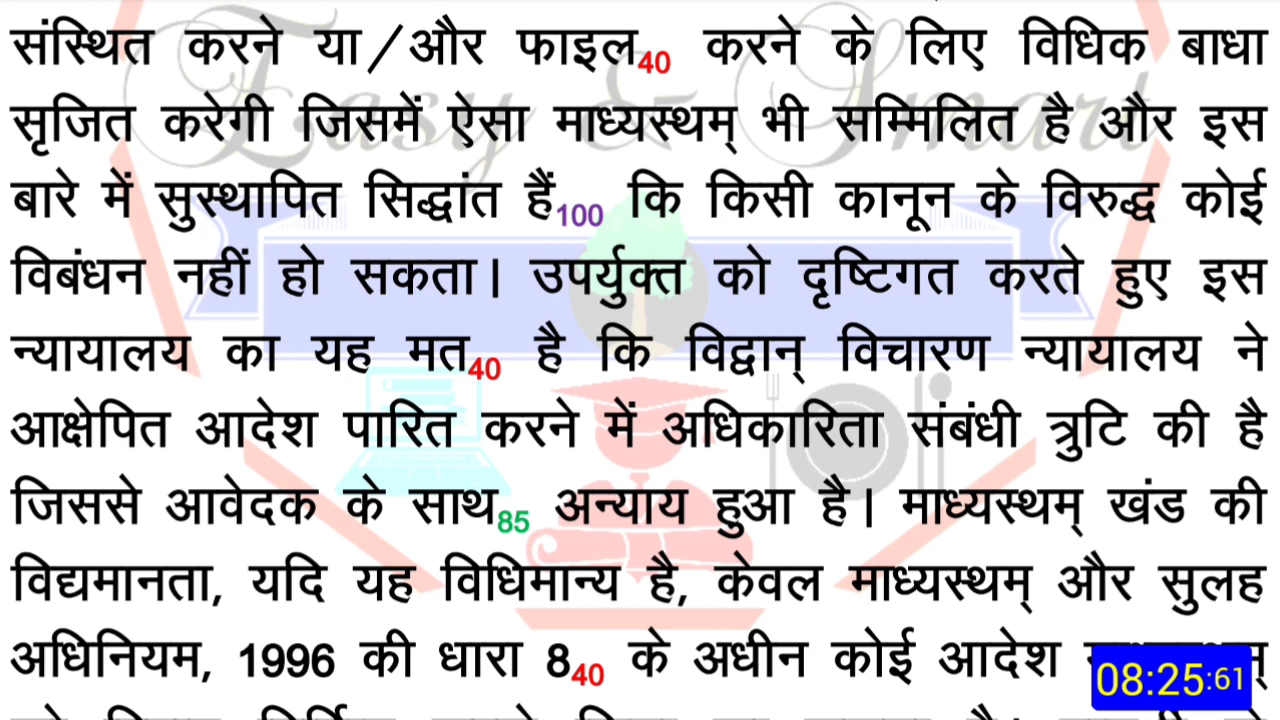 संस्थित करने या/और फाइल40 करने के लिए विधिक बाधा
सृजित करेगी जिसमें ऐसा माध्यस्थम् भी सम्मिलित है और इस
बारे में सुस्थापित सिद्धांत हैं100 कि किसी कानून के विरुद्ध कोई
विबंधन नहीं हो सकता। उपर्युक्त को दृष्टिगत करते हुए इस
न्यायालय का यह मत40 है कि विद्वान् विचारण न्यायालय ने
आक्षेपित आदेश पारित करने में अधिकारिता संबंधी त्रुटि की है
जिससे आवेदक के साथ85 अन्याय हुआ है। माध्यस्थम् खंड की
विद्यमानता, यदि यह विधिमान्य है, केवल माध्यस्थम् और सुलह
अधिनियम, 1996 की धारा 840 के अधीन कोई आदेश
08:25:61
Easy & Smart